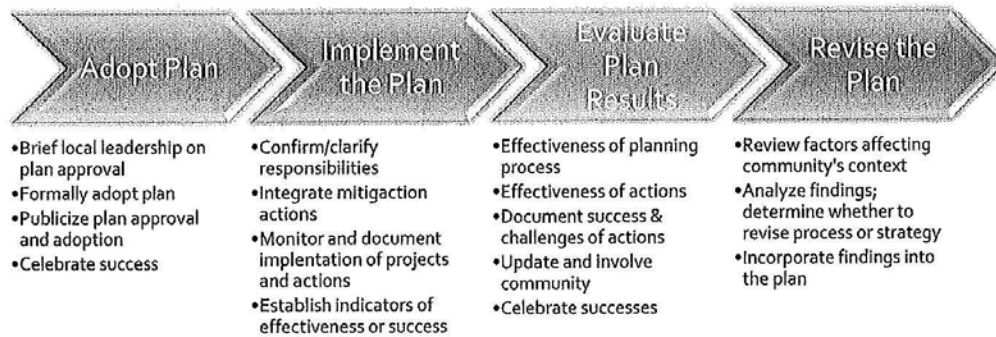 Adopt Plan
•Brief local leadership on
plan approval
•Formally adopt plan
•Publicize plan approval
and adoption
•Celebrate success
Implement
the Plan
•Confirm/clarify
responsibilities
•Integrate mitigaction
actions
•Monitor and document
implentation of projects
and actions
•Establish indicators of
effectiveness or success
Evaluate
Plan
Results
•Effectiveness of planning
process
•Effectiveness of actions
•Document success &
challenges of actions
•Update and involve
community
•Celebrate successes
Revise the
Plan
•Review factors affecting
community's context
•Analyze findings;
determine whether to
revise process or strategy
•Incorporate findings into
the plan